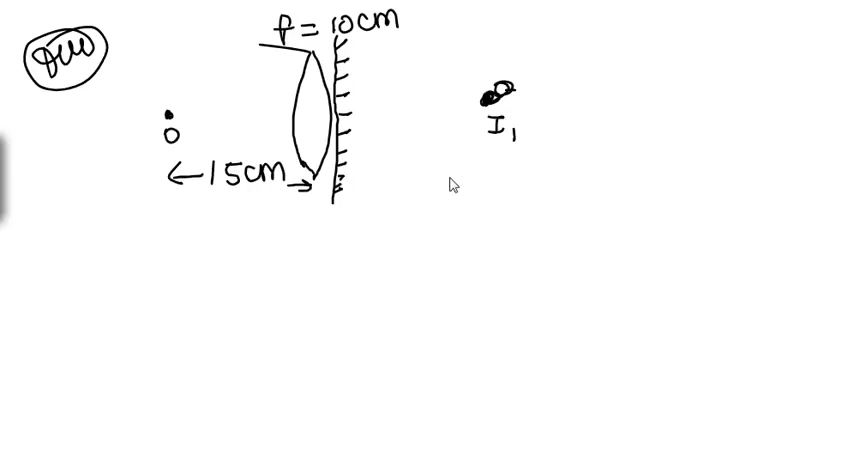 f = 10cm
O
←15cm→
I₁